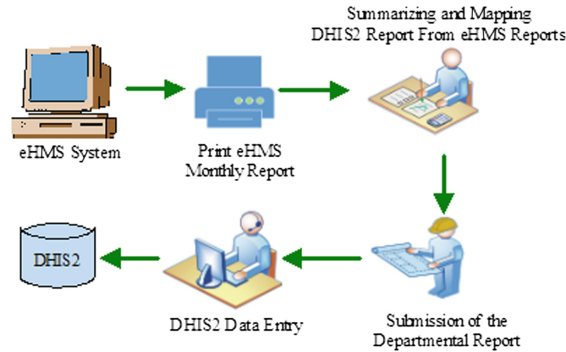 Summarizing and Mapping
DHIS2 Report From eHMS Reports
eHMS System
Print eHMS
Monthly Report
DHIS2
DHIS2 Data Entry
Submission of the
Departmental Report